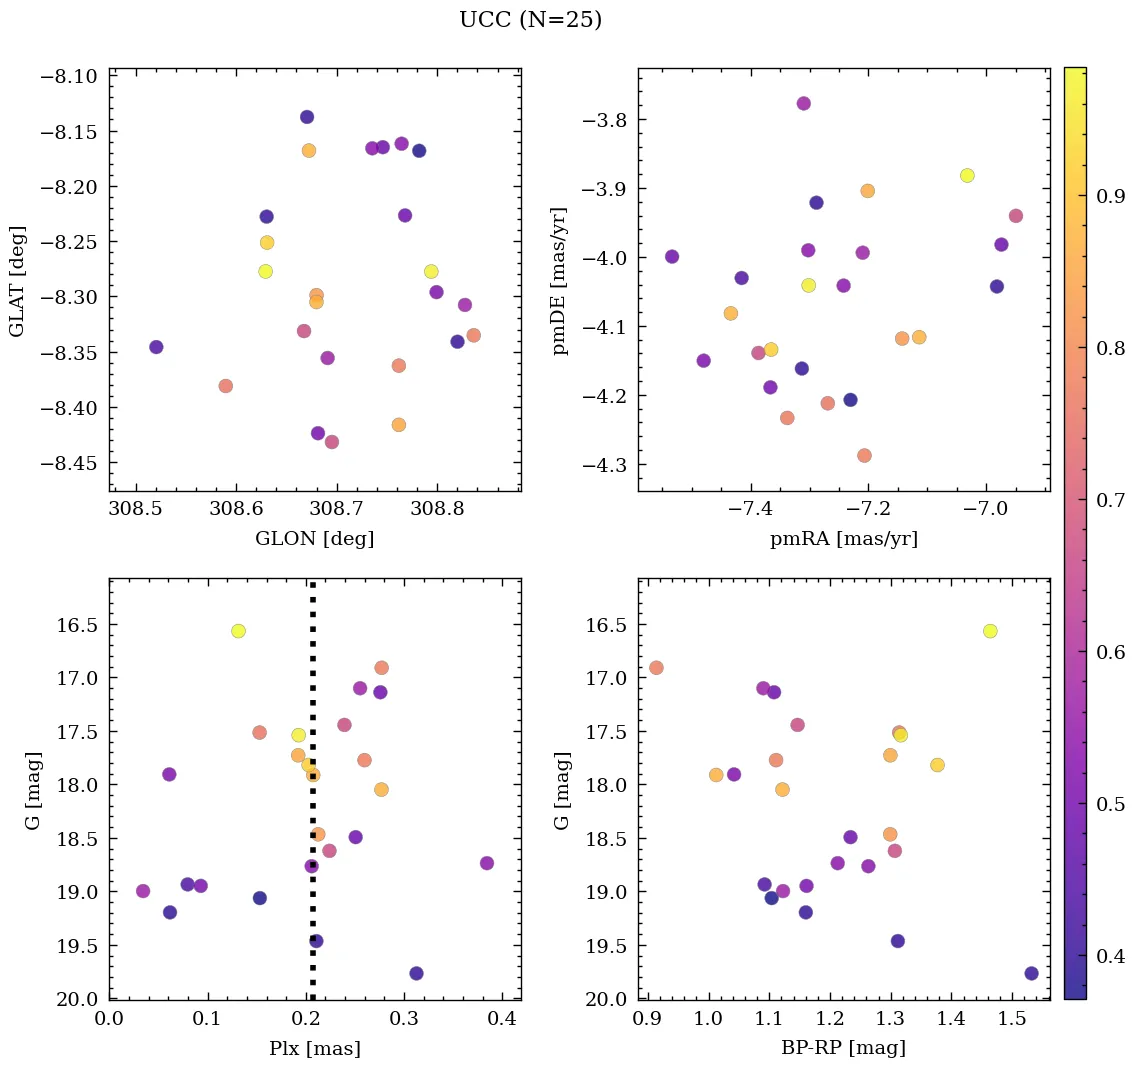 UCC (N=25)
−8.10
−8.15
−8.20
−8.25
−8.30
−8.35
−8.40
−8.45
GLAT [deg]
308.5 308.6 308.7 308.8
GLON [deg]
−3.8
−3.9
−4.0
−4.1
−4.2
−4.3
pmDE [mas/yr]
−7.4 −7.2 −7.0
pmRA [mas/yr]
16.5
17.0
17.5
18.0
18.5
19.0
19.5
20.0
G [mag]
0.0 0.1 0.2 0.3 0.4
Plx [mas]
16.5
17.0
17.5
18.0
18.5
19.0
19.5
20.0
G [mag]
0.9 1.0 1.1 1.2 1.3 1.4 1.5
BP-RP [mag]
0.9
0.8
0.7
0.6
0.5
0.4